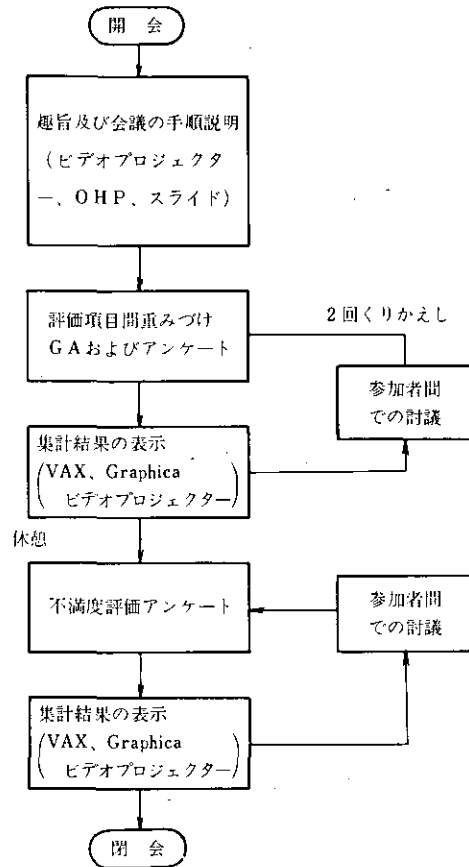 開 会
趣旨及び会議の手順説明
（ビデオプロジェクタ
ー、OHP、スライド）
評価項目間重みづけ
GAおよびアンケート
2回くりかえし
参加者間
での討議
集計結果の表示
(VAX、Graphica
ビデオプロジェクター)
休憩
不満度評価アンケート
参加者間
での討議
集計結果の表示
(VAX、Graphica
ビデオプロジェクター)
閉 会